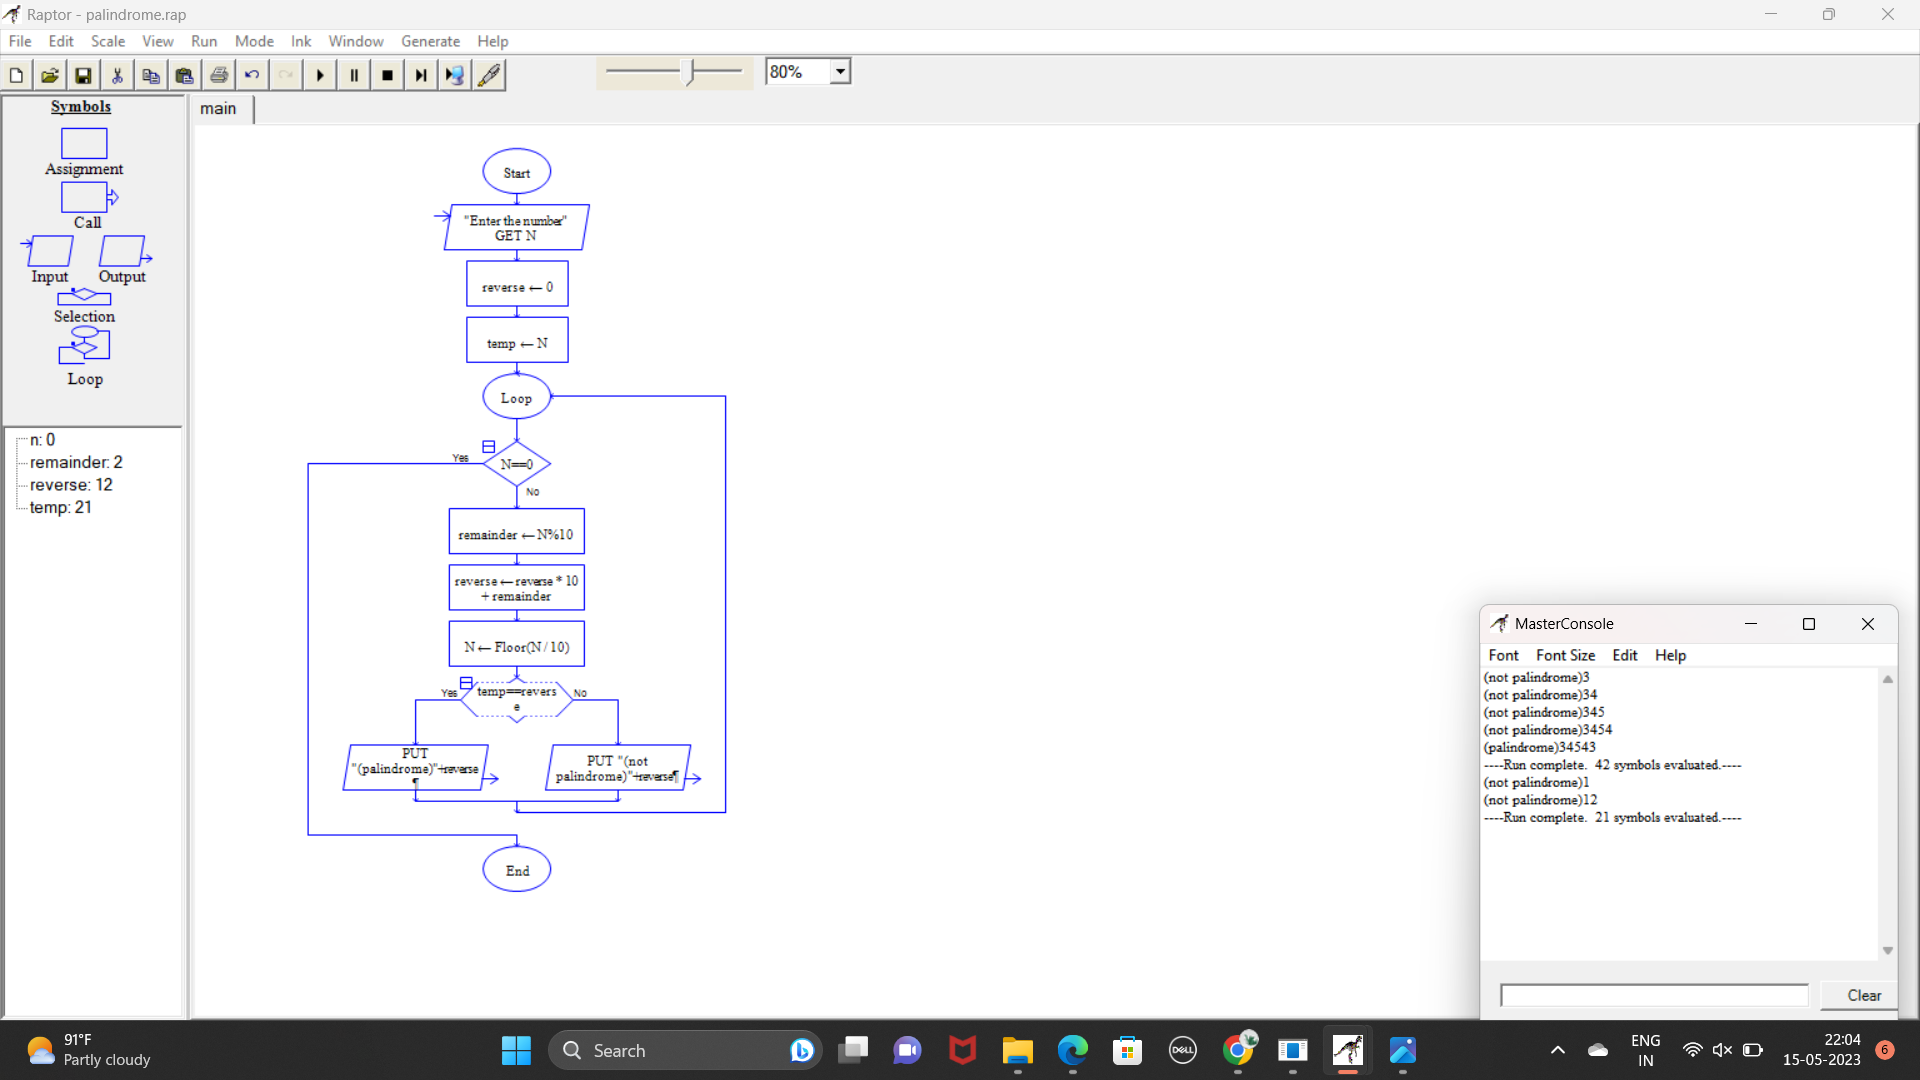 Raptor - palindrome.rap
File Edit Scale View Run Mode Ink Window Generate Help
80%
Symbols
Assignment
Call
Input Output
Selection
Loop
n: 0
remainder: 2
reverse: 12
temp: 21
main
Start
"Enter the number"
GET N
reverse ← 0
temp ← N
Loop
N==0
Yes
No
remainder ← N%10
reverse ← reverse * 10
+ remainder
N ← Floor(N / 10)
temp==revers
e
Yes
No
PUT
"(palindrome)"+reverse
¶
PUT "(not
palindrome)"+reverse¶
End
MasterConsole
Font Font Size Edit Help
(not palindrome)3
(not palindrome)34
(not palindrome)345
(not palindrome)3454
(palindrome)34543
----Run complete. 42 symbols evaluated.----
(not palindrome)1
(not palindrome)12
----Run complete. 21 symbols evaluated.----
Clear
91°F
Partly cloudy
Search
DELL
ENG
IN
22:04
15-05-2023
6